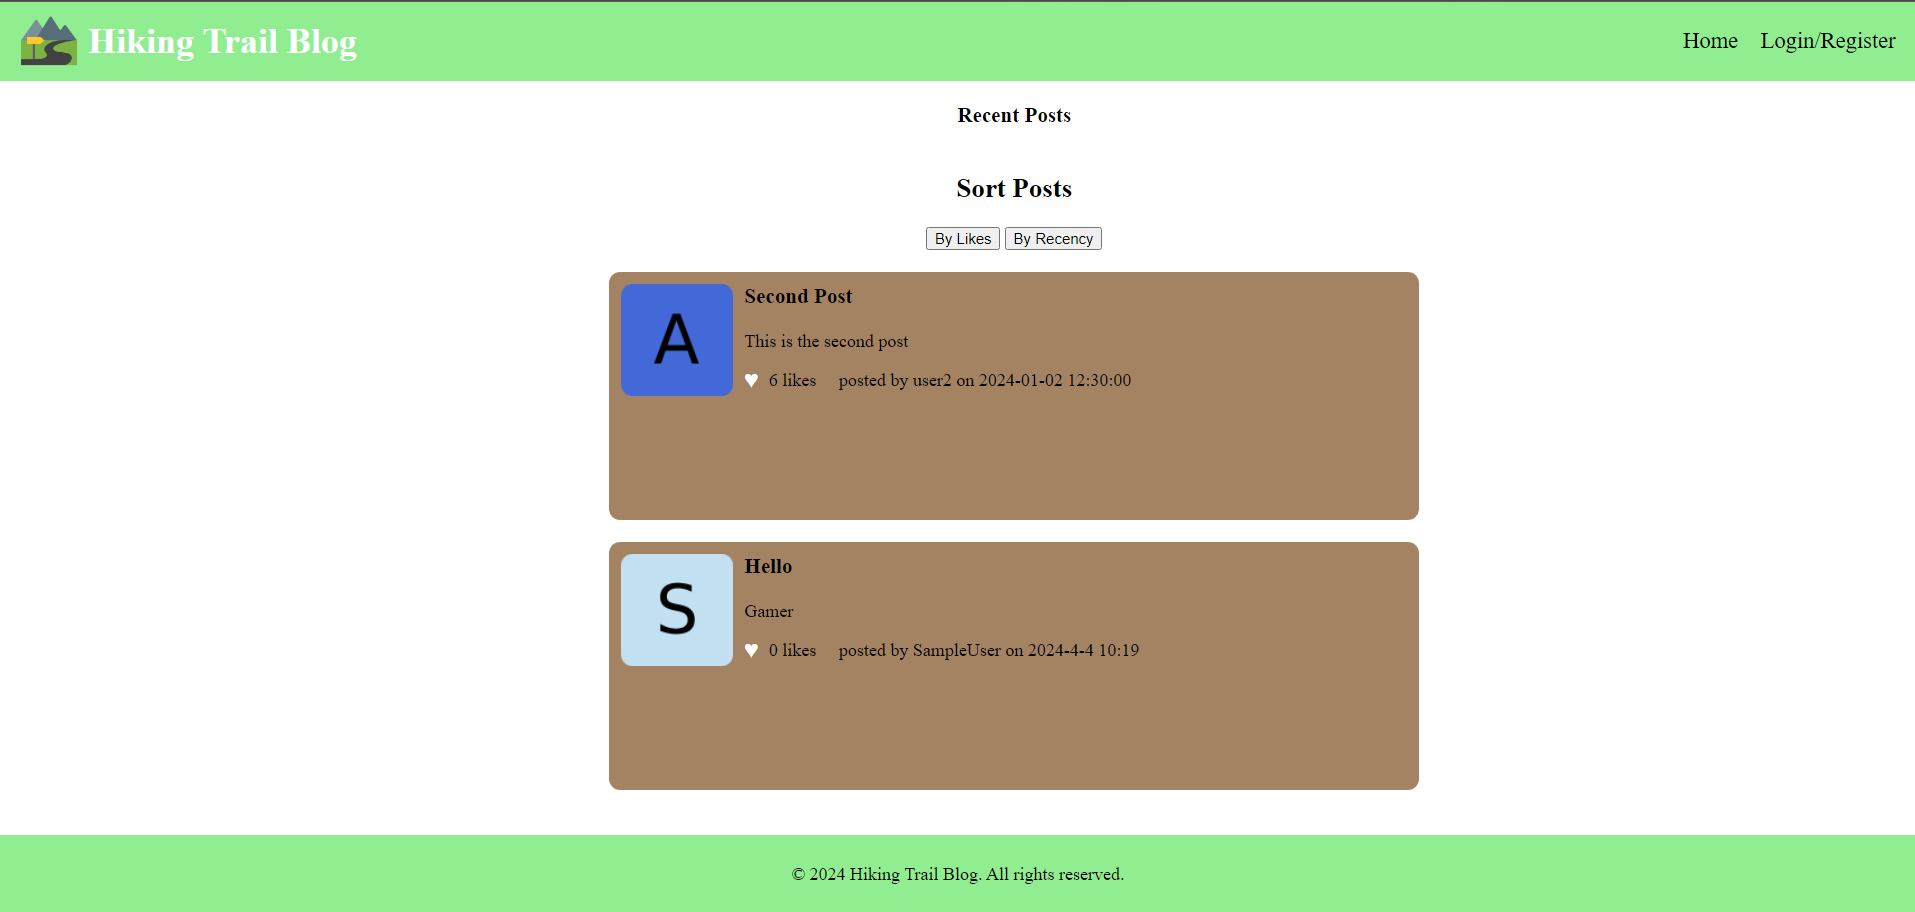 Hiking Trail Blog
Home Login/Register
Recent Posts
Sort Posts
By Likes By Recency
A
Second Post
This is the second post
♥ 6 likes posted by user2 on 2024-01-02 12:30:00
S
Hello
Gamer
♥ 0 likes posted by SampleUser on 2024-4-4 10:19
© 2024 Hiking Trail Blog. All rights reserved.